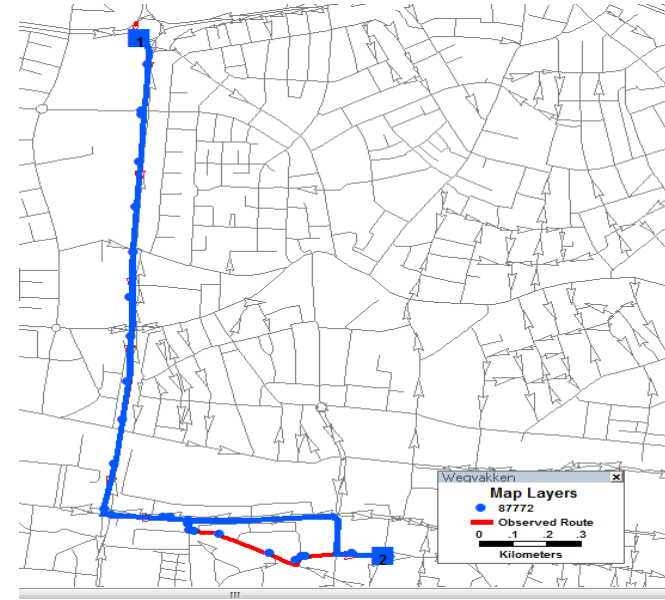 1
Wegvakken
Map Layers
87772
Observed Route
0 .1 .2 .3
Kilometers
2